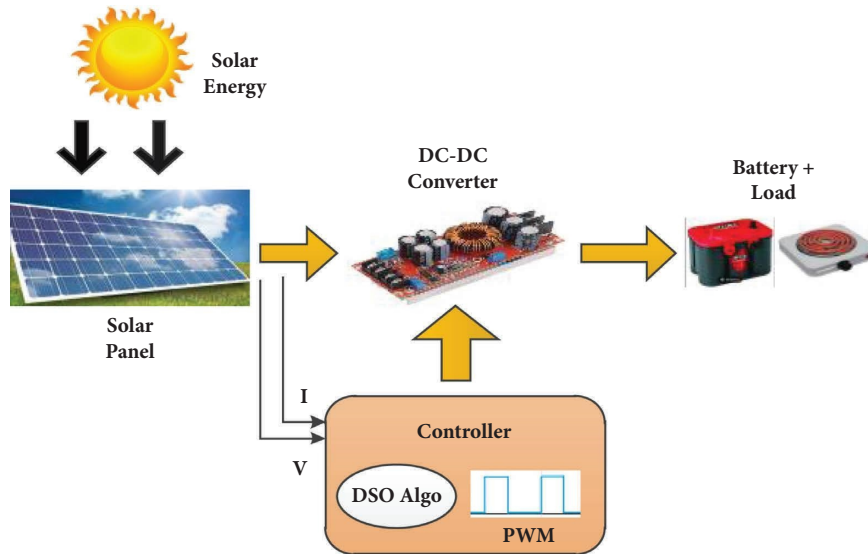 Solar
Energy
DC-DC
Converter
Battery +
Load
Solar
Panel
I
V
Controller
DSO Algo
PWM